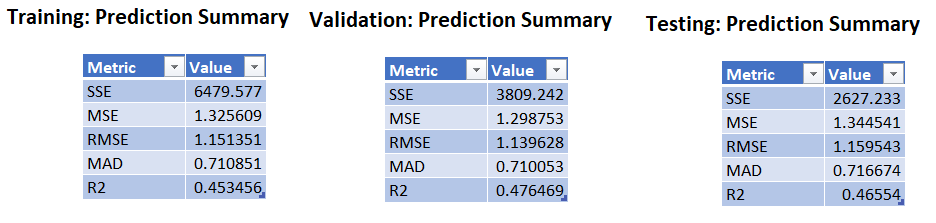 Training: Prediction Summary
Metric Value
SSE 6479.577
MSE 1.325609
RMSE 1.151351
MAD 0.710851
R2 0.453456
Validation: Prediction Summary
Metric Value
SSE 3809.242
MSE 1.298753
RMSE 1.139628
MAD 0.710053
R2 0.476469
Testing: Prediction Summary
Metric Value
SSE 2627.233
MSE 1.344541
RMSE 1.159543
MAD 0.716674
R2 0.46554